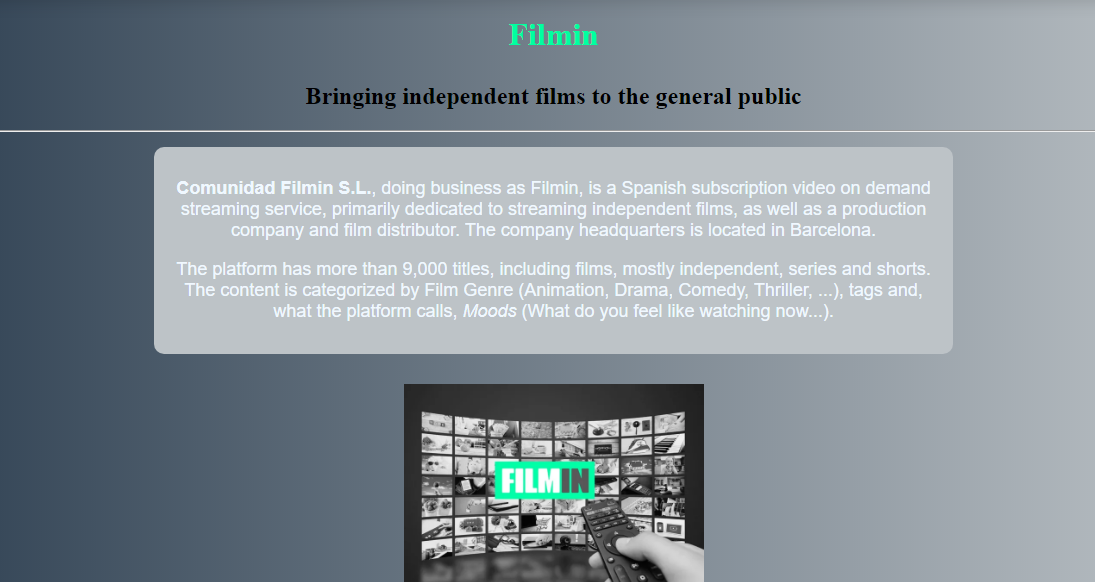 Filmin
Bringing independent films to the general public
Comunidad Filmin S.L., doing business as Filmin, is a Spanish subscription video on demand
streaming service, primarily dedicated to streaming independent films, as well as a production
company and film distributor. The company headquarters is located in Barcelona.
The platform has more than 9,000 titles, including films, mostly independent, series and shorts.
The content is categorized by Film Genre (Animation, Drama, Comedy, Thriller, ...), tags and,
what the platform calls, Moods (What do you feel like watching now...).
FILMIN